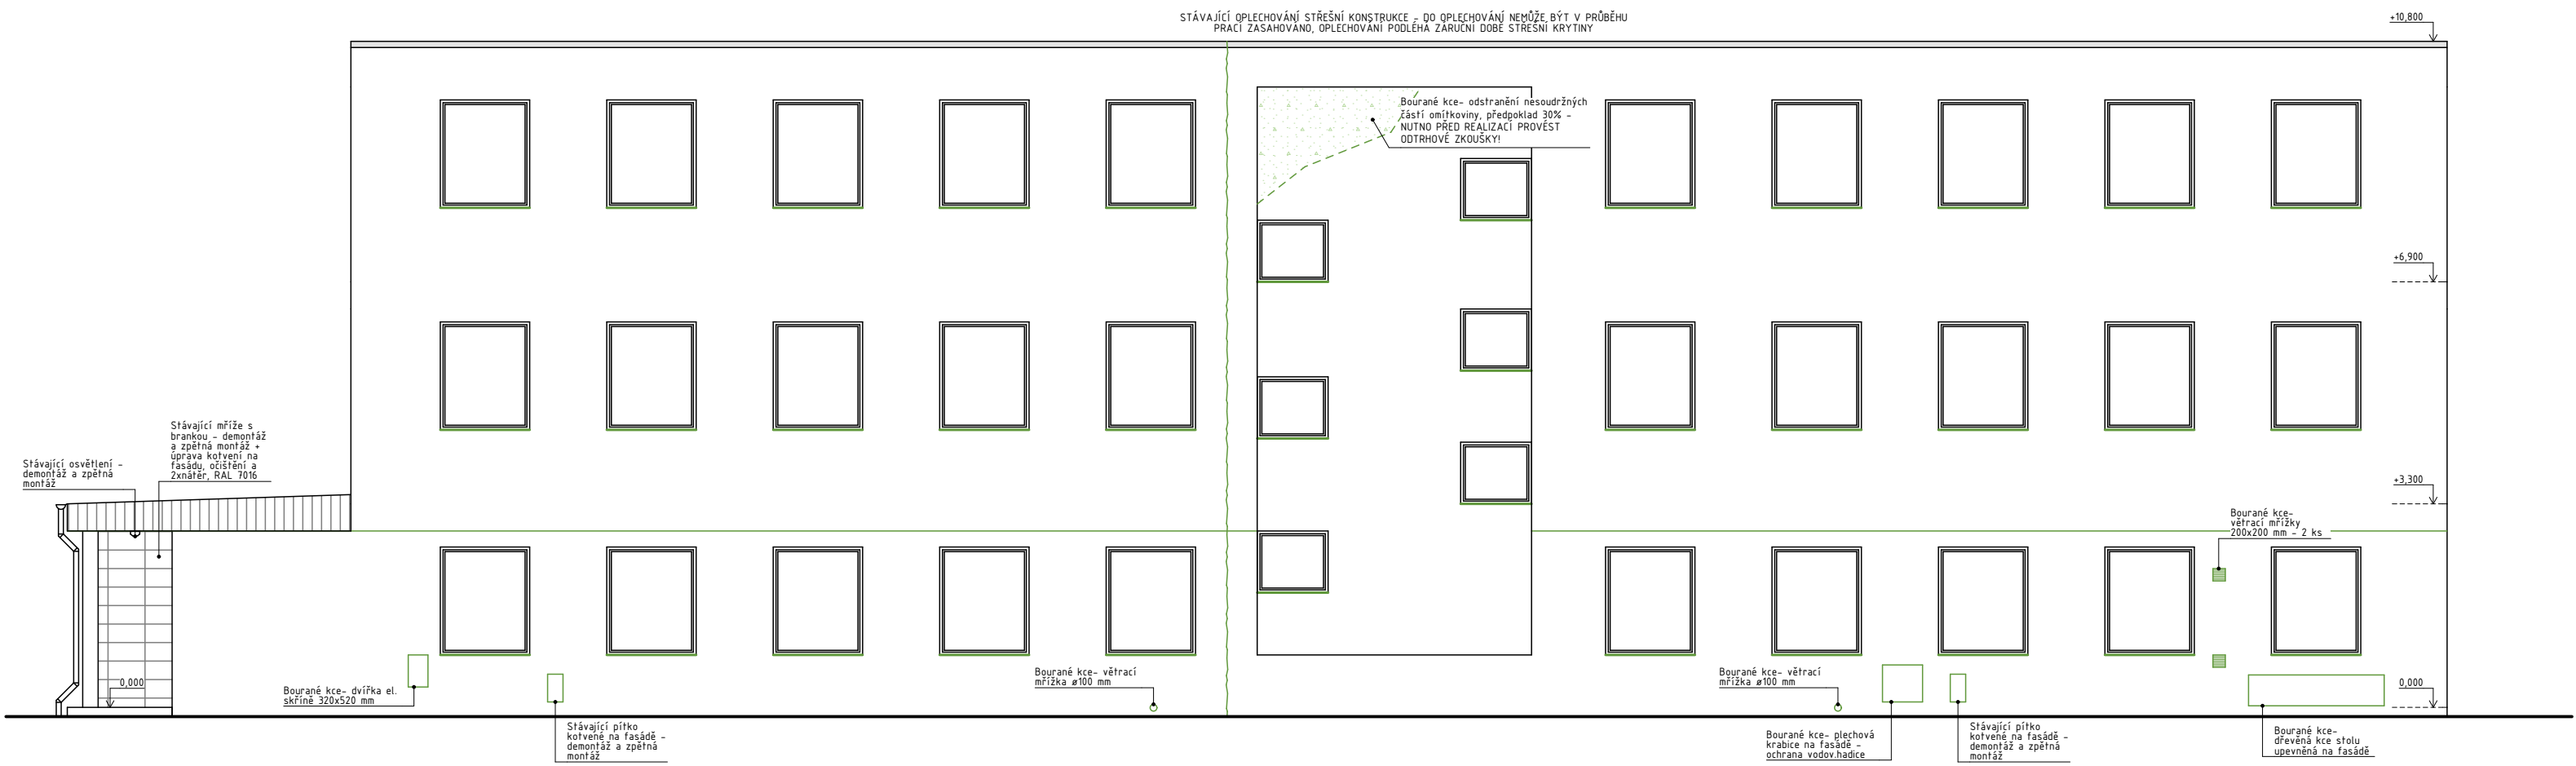 STÁVAJÍCÍ OPLECHOVÁNÍ STŘEŠNÍ KONSTRUKCE - DO OPLECHOVÁNÍ NEMŮŽE BÝT V PRŮBĚHU
PRACÍ ZASAHOVÁNO, OPLECHOVÁNÍ PODLÉHÁ ZÁRUČNÍ DOBĚ STŘEŠNÍ KRYTINY
+10,800
Bourané kce- odstranění nesoudržných
částí omítkoviny, předpoklad 30% -
NUTNO PŘED REALIZACÍ PROVÉST
ODTRHOVÉ ZKOUŠKY!
+6,900
Stávající mříže s
brankou - demontáž
a zpětná montáž +
úprava kotvení na
fasádu, očištění a
2xnátěr, RAL 7016
Stávající osvětlení -
demontáž a zpětná
montáž
+3,300
Bourané kce-
větrací mřížky
200x200 mm - 2 ks
0,000
Bourané kce- dvířka el.
skříně 320x520 mm
Stávající pítko
kotvené na fasádě -
demontáž a zpětná
montáž
Bourané kce- větrací
mřížka ø100 mm
Bourané kce- větrací
mřížka ø100 mm
Bourané kce- plechová
krabice na fasádě -
ochrana vodov.hadice
Stávající pítko
kotvené na fasádě -
demontáž a zpětná
montáž
0,000
Bourané kce-
dřevěná kce stolu
upevněná na fasádě